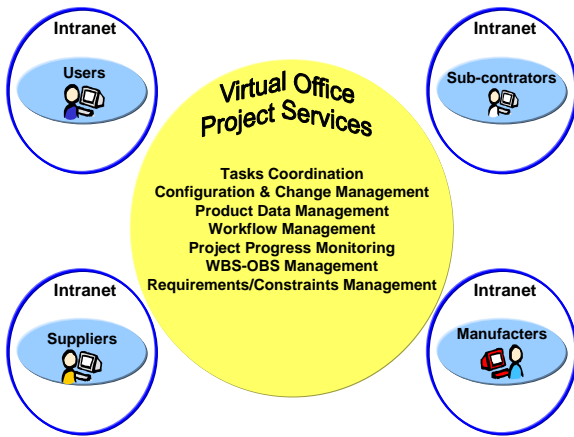 Intranet
Users
Intranet
Sub-contrators
Virtual Office
Project Services
Tasks Coordination
Configuration & Change Management
Product Data Management
Workflow Management
Project Progress Monitoring
WBS-OBS Management
Requirements/Constraints Management
Intranet
Suppliers
Intranet
Manufacters